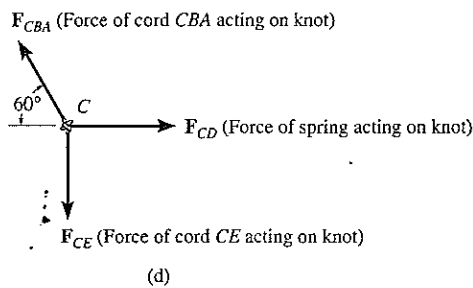 F_CBA (Force of cord CBA acting on knot)
60°
C
F_CD (Force of spring acting on knot)
F_CE (Force of cord CE acting on knot)
(d)